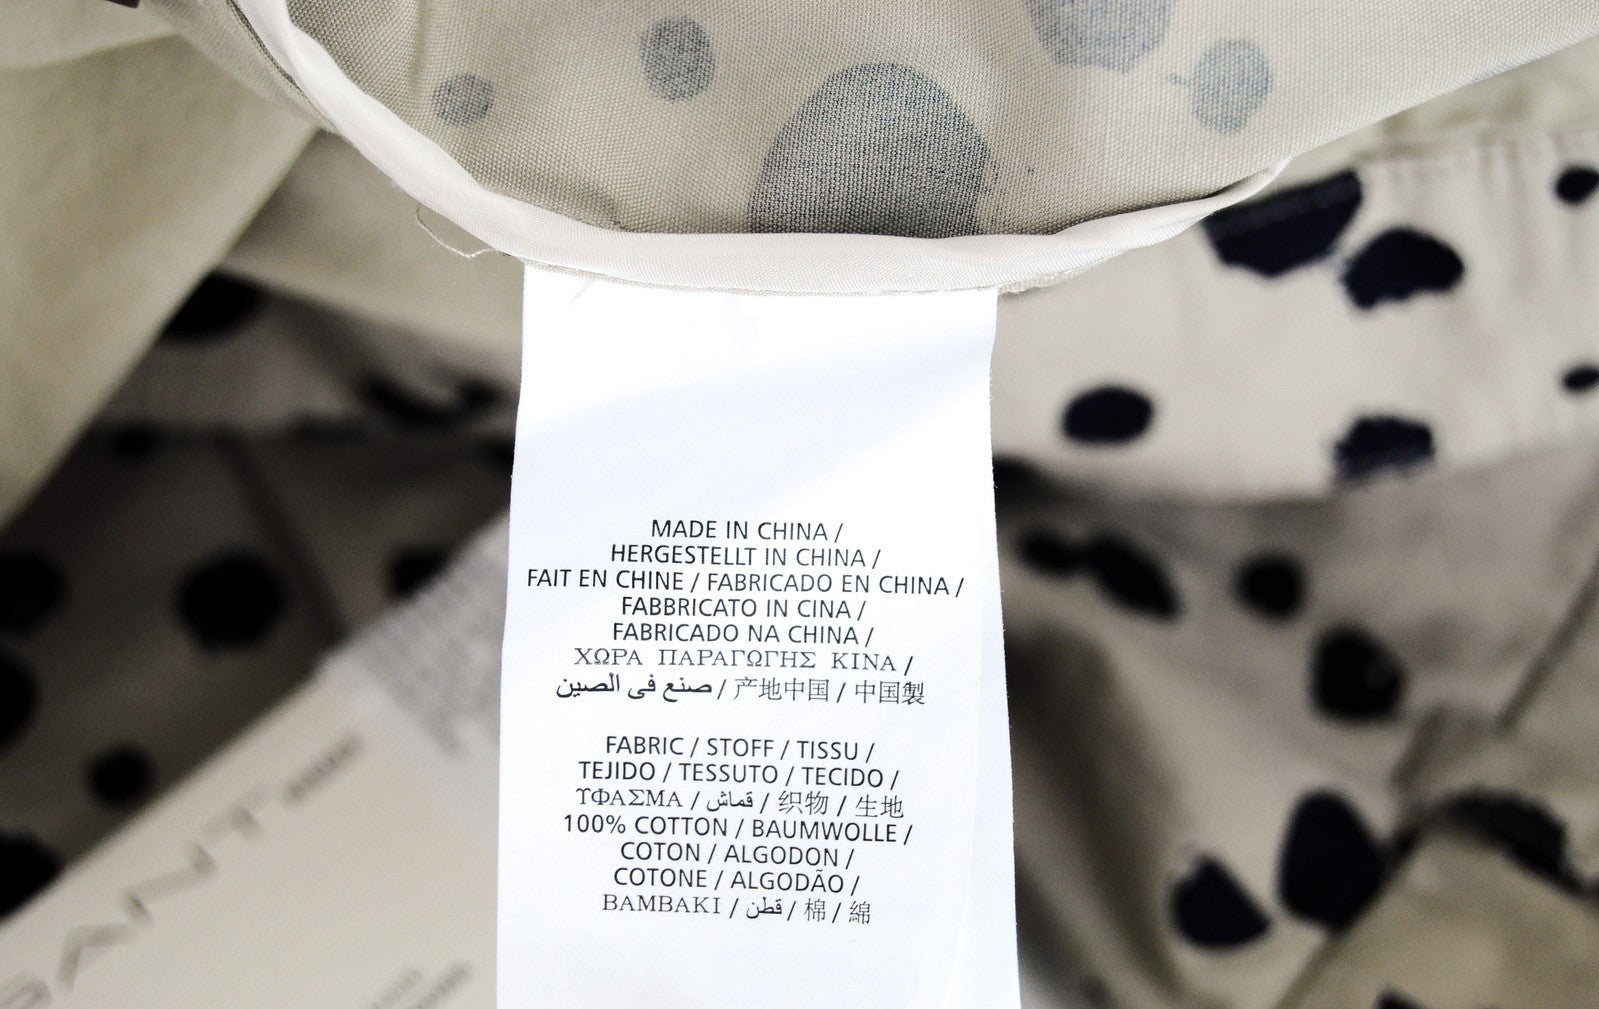 MADE IN CHINA /
HERGESTELLT IN CHINA /
FAIT EN CHINE / FABRICADO EN CHINA /
FABBRICATO IN CINA /
FABRICADO NA CHINA /
ΧΩΡΑ ΠΑΡΑΓΩΓΗΣ ΚΙΝΑ /
صنع فى الصين / 产地中国 / 中国製
FABRIC / STOFF / TISSU /
TEJIDO / TESSUTO / TECIDO /
ΥΦΑΣΜΑ / قماش / 织物 / 生地
100% COTTON / BAUMWOLLE /
COTON / ALGODON /
COTONE / ALGODÃO /
ΒΑΜΒΑΚΙ / قطن / 棉 / 綿